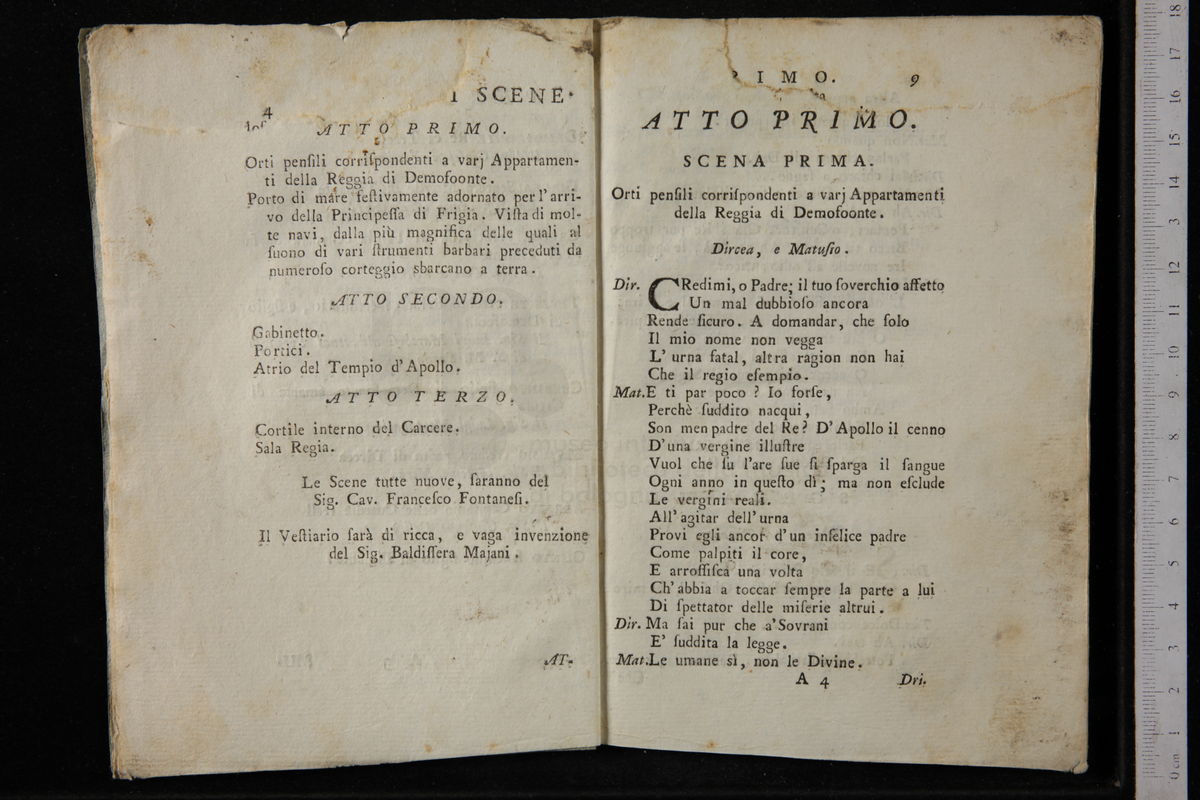 4
SCENE.
ATTO PRIMO.
Orti penſili corriſpondenti a varj Appartamen-
ti della Reggia di Demofoonte.
Porto di mare feſtivamente adornato per l'arri-
vo della Principeſſa di Frigia. Viſta di mol-
te navi, dalla più magnifica delle quali al
ſuono di vari ſtrumenti barbari preceduti da
numeroſo corteggio sbarcano a terra.
ATTO SECONDO.
Gabinetto.
Portici.
Atrio del Tempio d'Apollo.
ATTO TERZO.
Cortile interno del Carcere.
Sala Regia.
Le Scene tutte nuove, ſaranno del
Sig. Cav. Franceſco Fontaneſi.
Il Veſtiario ſarà di ricca, e vaga invenzione
del Sig. Baldiſſera Majani.
AT-
IMO. 9
ATTO PRIMO.
SCENA PRIMA.
Orti penſili corriſpondenti a varj Appartamenti
della Reggia di Demofoonte.
Dircea, e Matuſio.
Dir. CRedimi, o Padre; il tuo ſoverchio affetto
Un mal dubbioſo ancora
Rende ſicuro. A domandar, che ſolo
Il mio nome non vegga
L' urna fatal, altra ragion non hai
Che il regio eſempio.
Mat. E ti par poco? Io forſe,
Perchè ſuddito nacqui,
Son men padre del Re? D'Apollo il cenno
D'una vergine illuſtre
Vuol che ſu l'are ſue ſi ſparga il ſangue
Ogni anno in queſto dì; ma non eſclude
Le vergini reali.
All' agitar dell' urna
Provi egli ancor d'un infelice padre
Come palpiti il core,
E arroſſiſca una volta
Ch' abbia a toccar ſempre la parte a lui
Di ſpettator delle miſerie altrui.
Dir. Ma ſai pur che a'Sovrani
E' ſuddita la legge.
Mat. Le umane sì, non le Divine.
A 4 Dri.